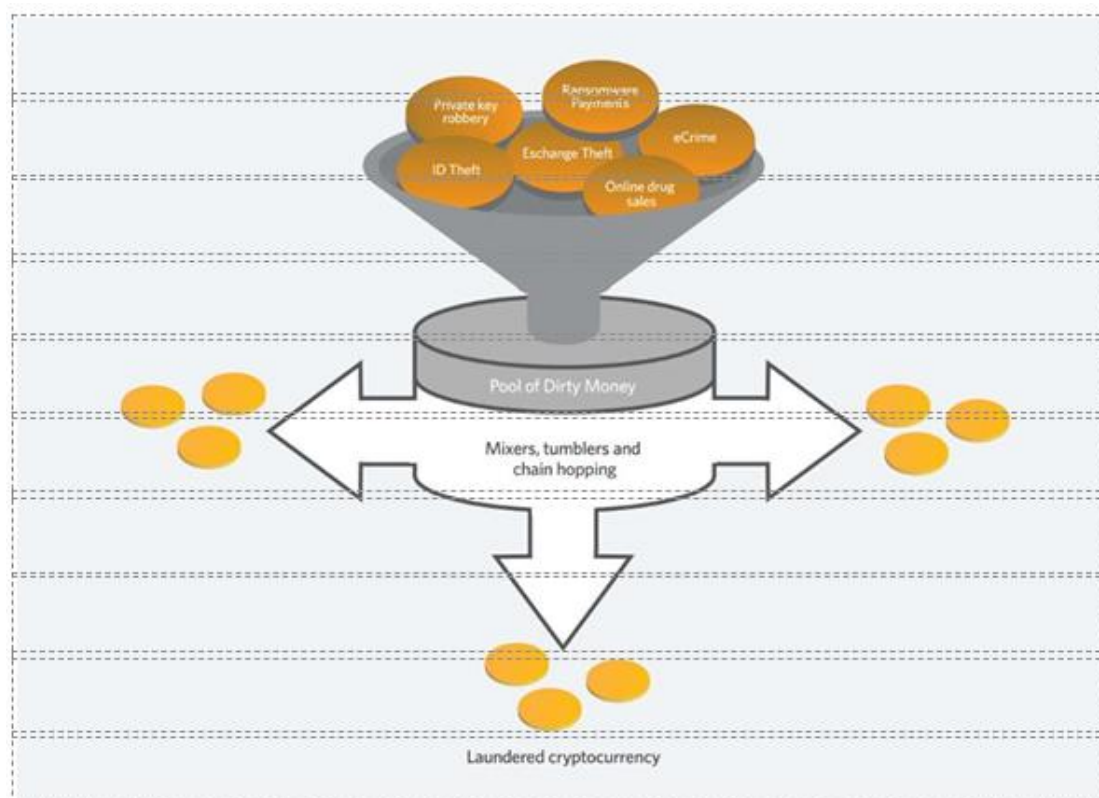 Ransomware
Payments
Private key
robbery
eCrime
Eschange Theft
ID Theft
Online drug
sales
Pool of Dirty Money
Mixers, tumblers and
chain hopping
Laundered cryptocurrency